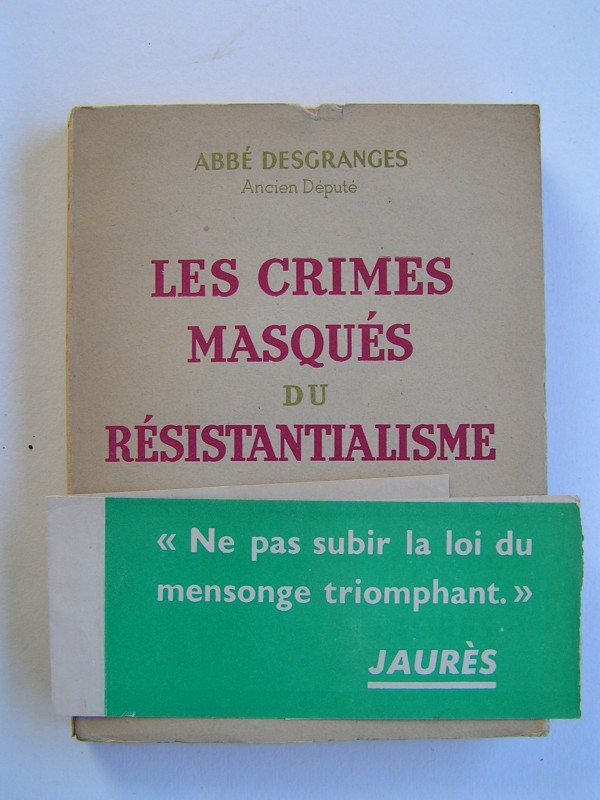 ABBÉ DESGRANGES
Ancien Député
LES CRIMES
MASQUÉS
DU
RÉSISTANTIALISME
« Ne pas subir la loi du
mensonge triomphant. »
JAURÈS